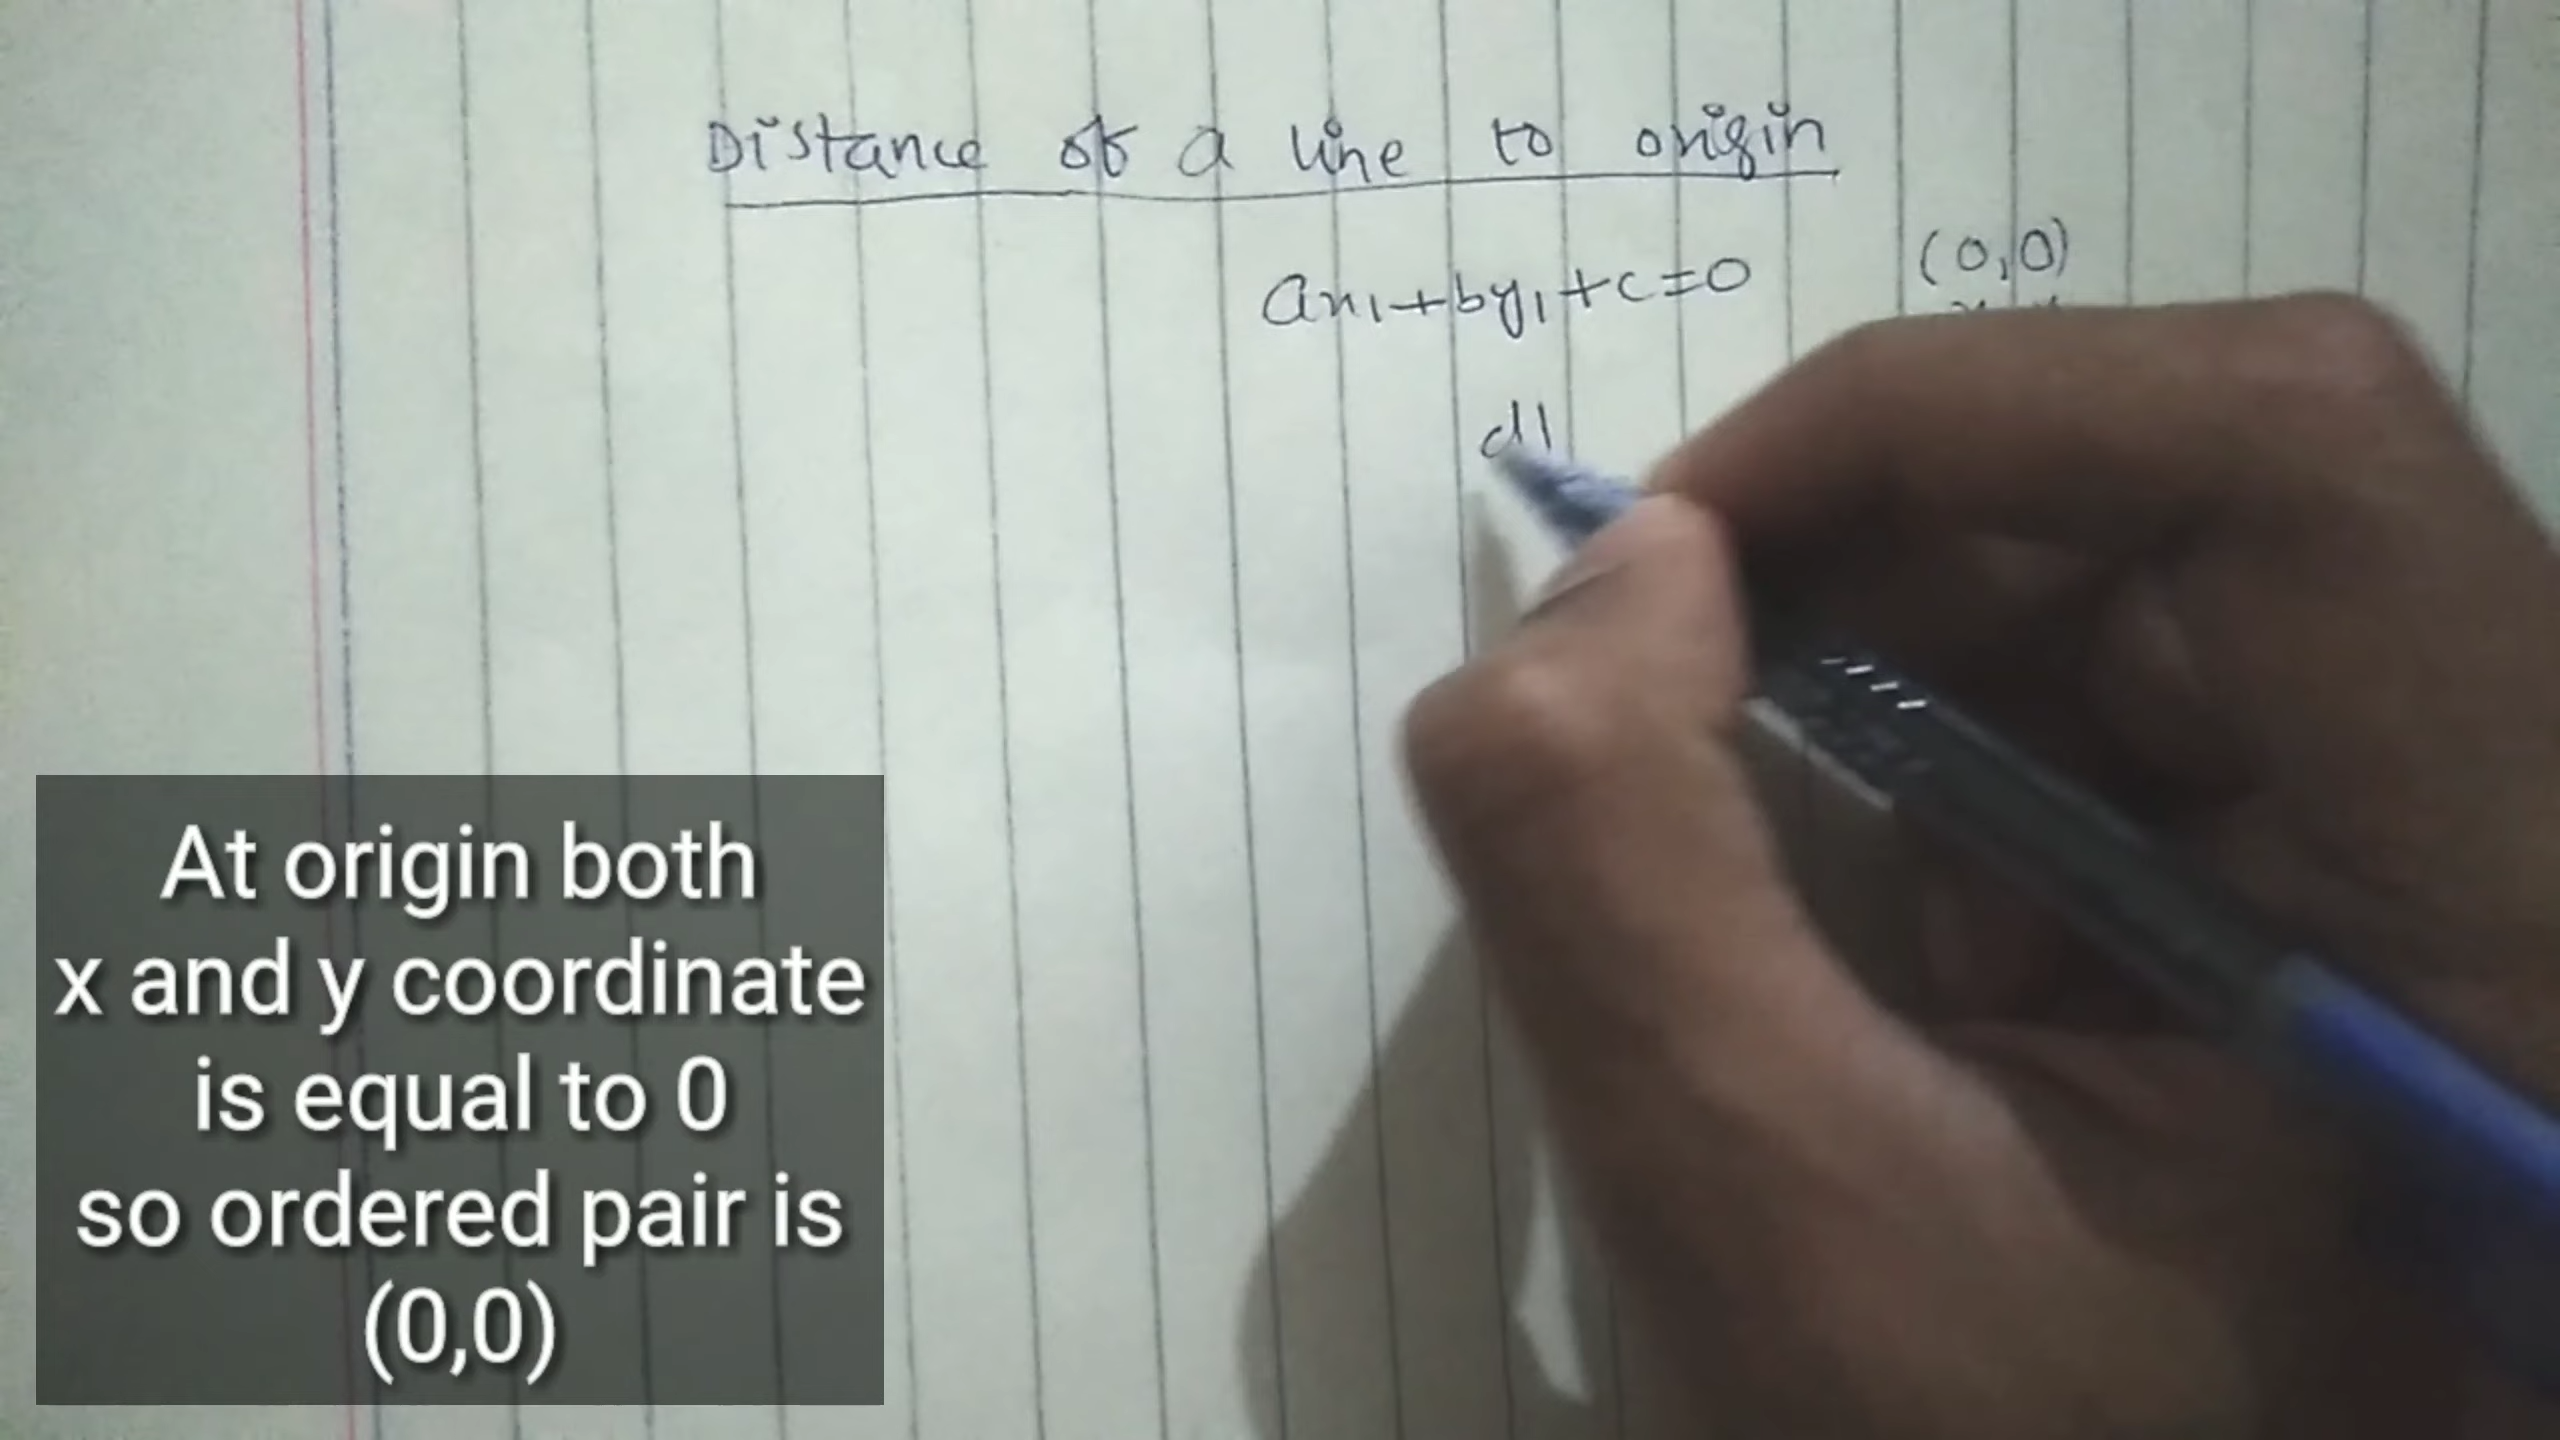 Distance of a line to origin
ax₁+by₁+c=0
(0,0)
d1
At origin both
x and y coordinate
is equal to 0
so ordered pair is
(0,0)